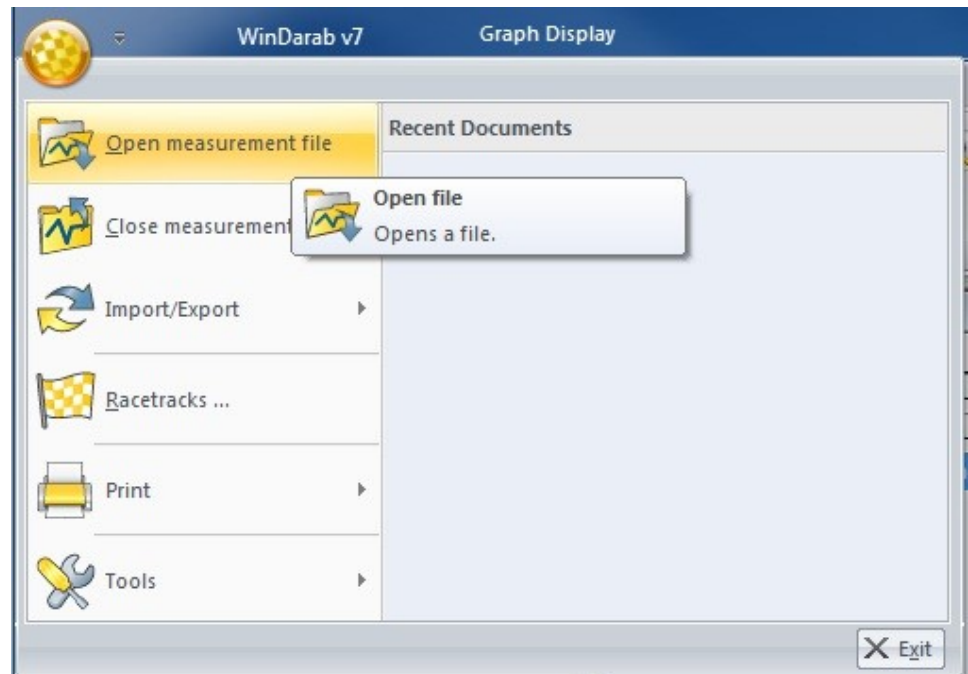 WinDarab v7 Graph Display
Open measurement file
Recent Documents
Open file
Opens a file.
Close measurement
Import/Export
Racetracks ...
Print
Tools
Exit